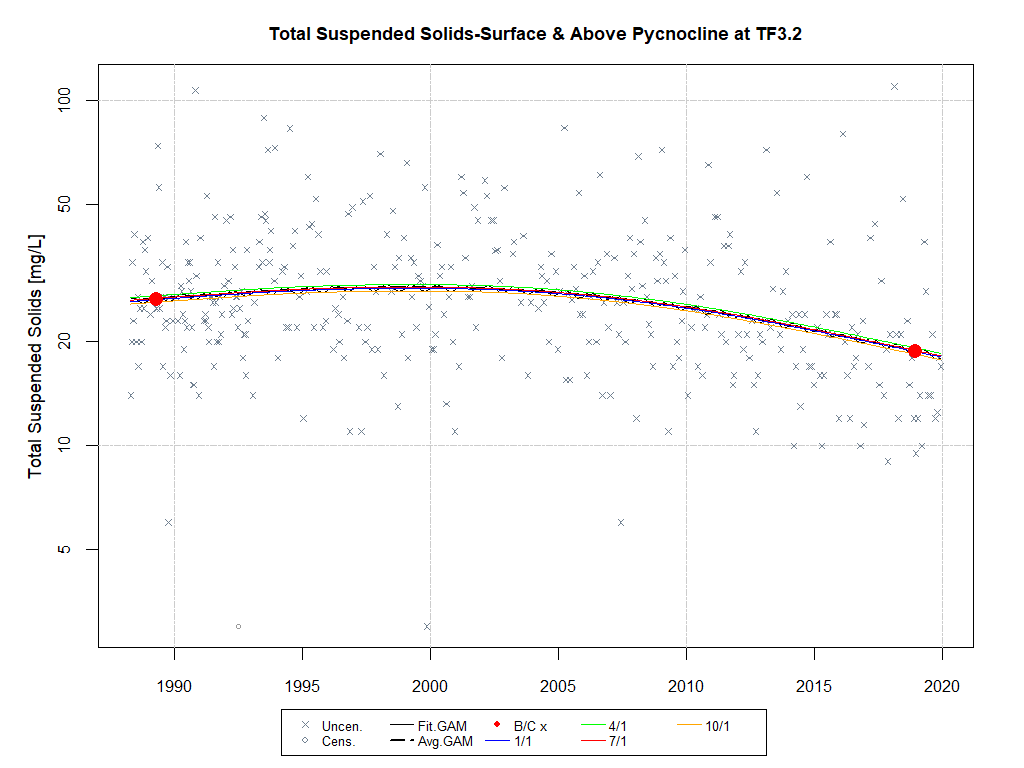 Total Suspended Solids-Surface & Above Pycnocline at TF3.2
Total Suspended Solids [mg/L]
100
50
20
10
5
1990 1995 2000 2005 2010 2015 2020
Uncen. Fit.GAM B/C x 4/1 10/1
Cens. Avg.GAM 1/1 7/1